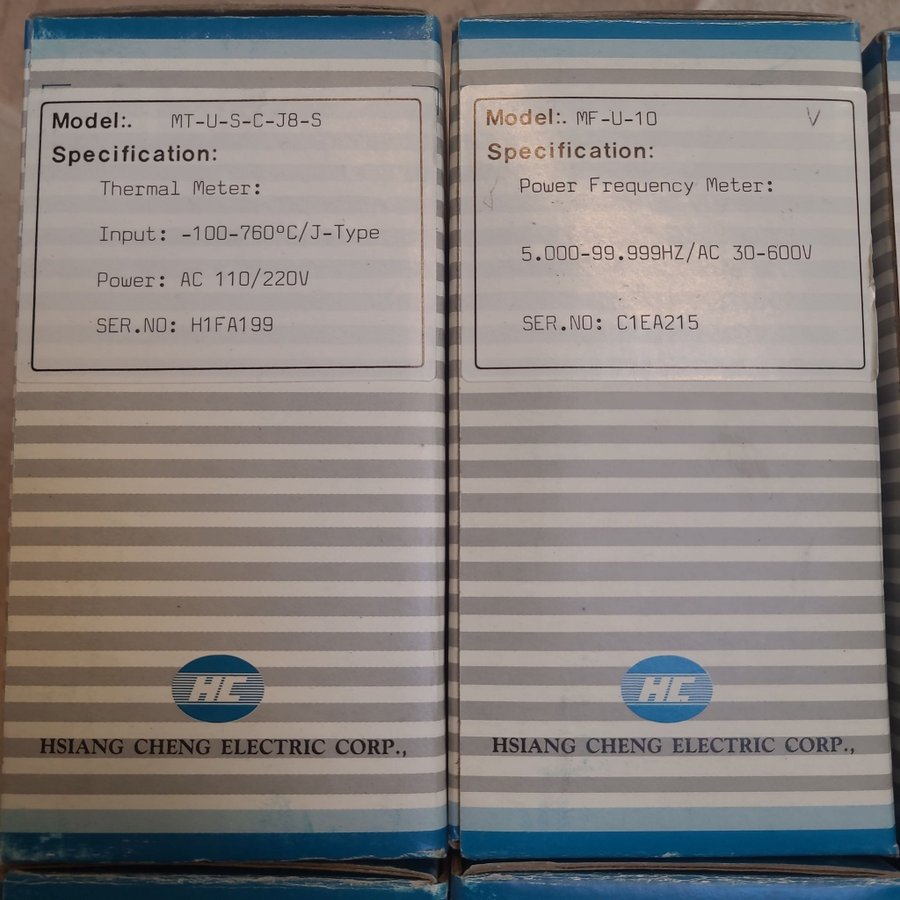 Model:. MT-U-S-C-J8-S
Specification:
Thermal Meter:
Input: -100-760ºC/J-Type
Power: AC 110/220V
SER.NO: H1FA199
HC
HSIANG CHENG ELECTRIC CORP.,
Model:. MF-U-10 V
Specification:
Power Frequency Meter:
5.000-99.999HZ/AC 30-600V
SER.NO: C1EA215
HC
HSIANG CHENG ELECTRIC CORP.,